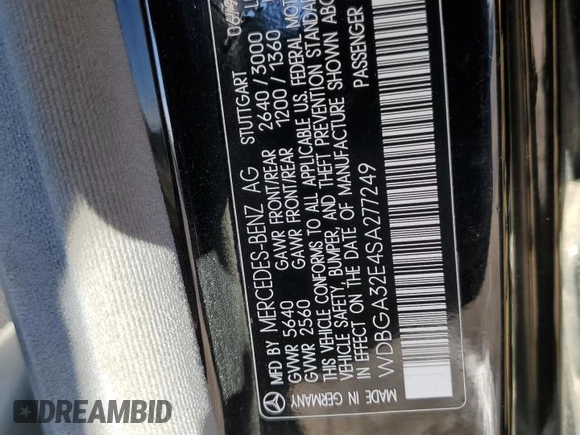 MFD BY MERCEDES-BENZ AG STUTTGART
GVWR 5640 GAWR FRONT/REAR 2640 / 3000
GVWR 2560 GAWR FRONT/REAR 1200 / 1360
THIS VEHICLE CONFORMS TO ALL APPLICABLE U.S. FEDERAL MOTOR
VEHICLE SAFETY, BUMPER, AND THEFT PREVENTION STANDARDS
IN EFFECT ON THE DATE OF MANUFACTURE SHOWN ABOVE
WDBGA32E4SA277249 PASSENGER
MADE IN GERMANY
DREAMBID